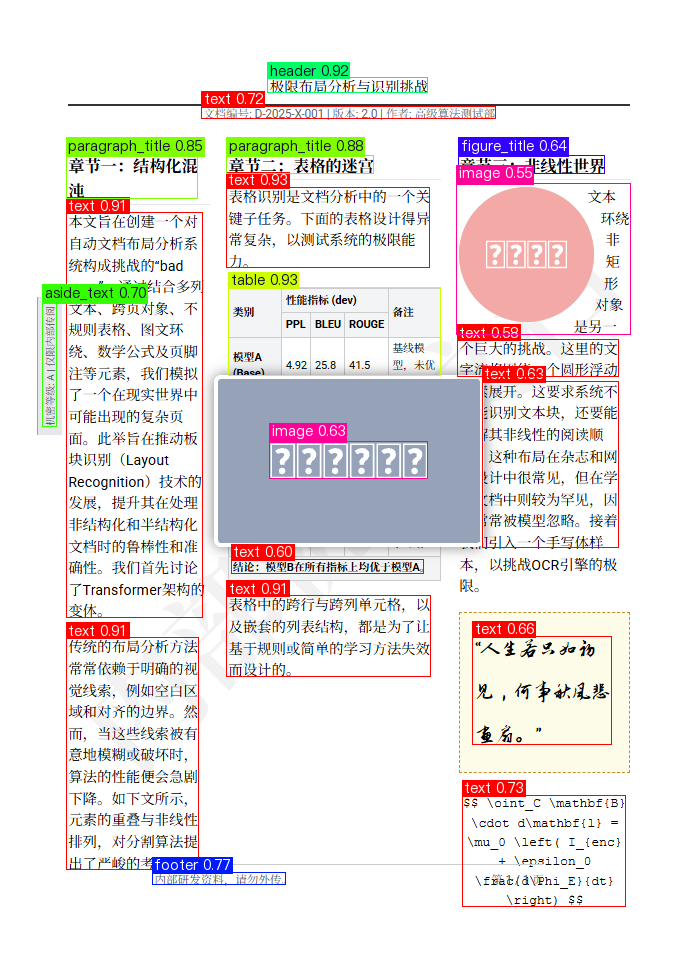 header 0.92
极限布局分析与识别挑战
text 0.72
文档编号: D-2025-X-001 | 版本: 2.0 | 作者: 高级算法测试部
paragraph_title 0.85
章节一：结构化混
沌
text 0.91
本文旨在创建一个对
自动文档布局分析系
统构成挑战的“bad
aside_text 0.70
机密等级: A | 仅限内部传阅
通过结合多列
文本、跨页对象、不
规则表格、图文环
绕、数学公式及页脚
注等元素，我们模拟
了一个在现实世界中
可能出现的复杂页
面。此举旨在推动板
块识别（Layout
Recognition）技术的
发展，提升其在处理
非结构化和半结构化
文档时的鲁棒性和准
确性。我们首先讨论
了Transformer架构的
变体。
text 0.91
传统的布局分析方法
常常依赖于明确的视
觉线索，例如空白区
域和对齐的边界。然
而，当这些线索被有
意地模糊或破坏时，
算法的性能便会急剧
下降。如下文所示，
元素的重叠与非线性
排列，对分割算法提
出了严峻的考
paragraph_title 0.88
章节二：表格的迷宫
text 0.93
表格识别是文档分析中的一个关
键子任务。下面的表格设计得异
常复杂，以测试系统的极限能
力。
table 0.93
类别 性能指标 (dev) 备注
PPL BLEU ROUGE
模型A 4.92 25.8 41.5 基线模
(Base) 型，未优
image 0.63
text 0.60
结论：模型B在所有指标上均优于模型A。
text 0.91
表格中的跨行与跨列单元格，以
及嵌套的列表结构，都是为了让
基于规则或简单的学习方法失效
而设计的。
figure_title 0.64
章节三：非线性世界
image 0.55
文本
环绕
非
矩
形
对象
是另一
text 0.58
个巨大的挑战。这里的文
个圆形浮动
text 0.63
展开。这要求系统不
识别文本块，还要能
其非线性的阅读顺
这种布局在杂志和网
设计中很常见，但在学
文档中则较为罕见，因
常被模型忽略。接着
们引入一个手写体样
本，以挑战OCR引擎的极
限。
text 0.66
“人生若只如初
见，何事秋风悲
画扇。”
text 0.73
$$ \oint_C \mathbf{B}
\cdot d\mathbf{l} =
\mu_0 \left( I_{enc}
+ \epsilon_0
\frac{d\Phi_E}{dt}
\right) $$
footer 0.77
内部研发资料，请勿外传。